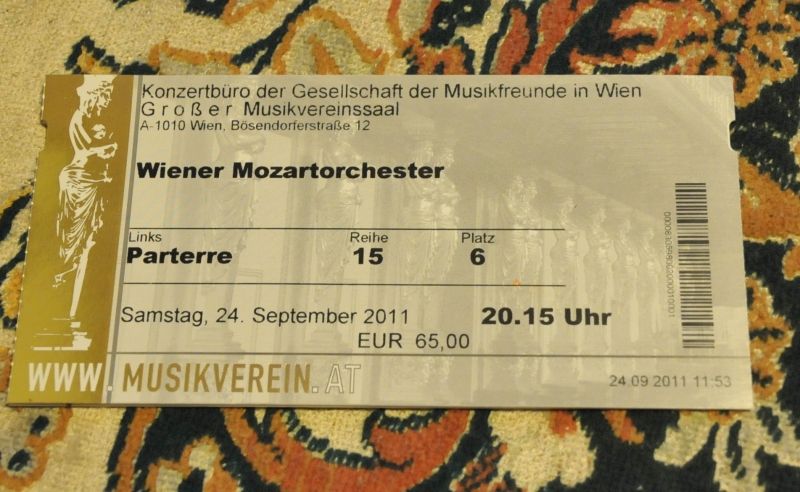 Konzertbüro der Gesellschaft der Musikfreunde in Wien
Großer Musikvereinssaal
A-1010 Wien, Bösendorferstraße 12
Wiener Mozartorchester
Links Reihe Platz
Parterre 15 6
Samstag, 24. September 2011 20.15 Uhr
EUR 65,00
WWW.MUSIKVEREIN.AT
24.09.2011 11:53